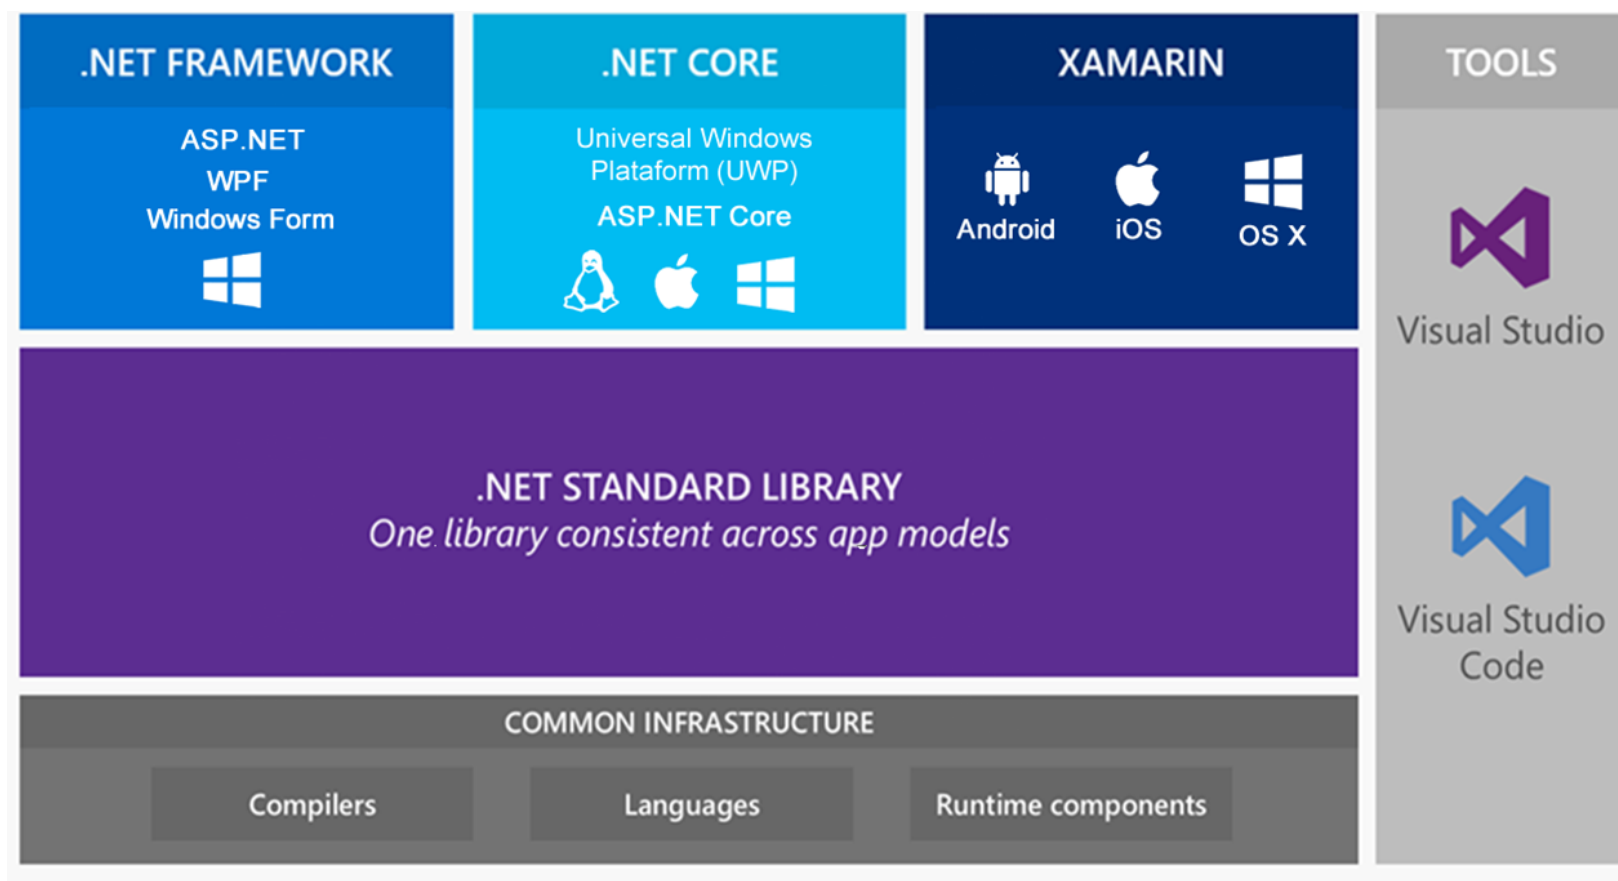 .NET FRAMEWORK
ASP.NET
WPF
Windows Form
.NET CORE
Universal Windows
Plataform (UWP)
ASP.NET Core
XAMARIN
Android
iOS
OS X
TOOLS
Visual Studio
Visual Studio
Code
.NET STANDARD LIBRARY
One library consistent across app models
COMMON INFRASTRUCTURE
Compilers
Languages
Runtime components